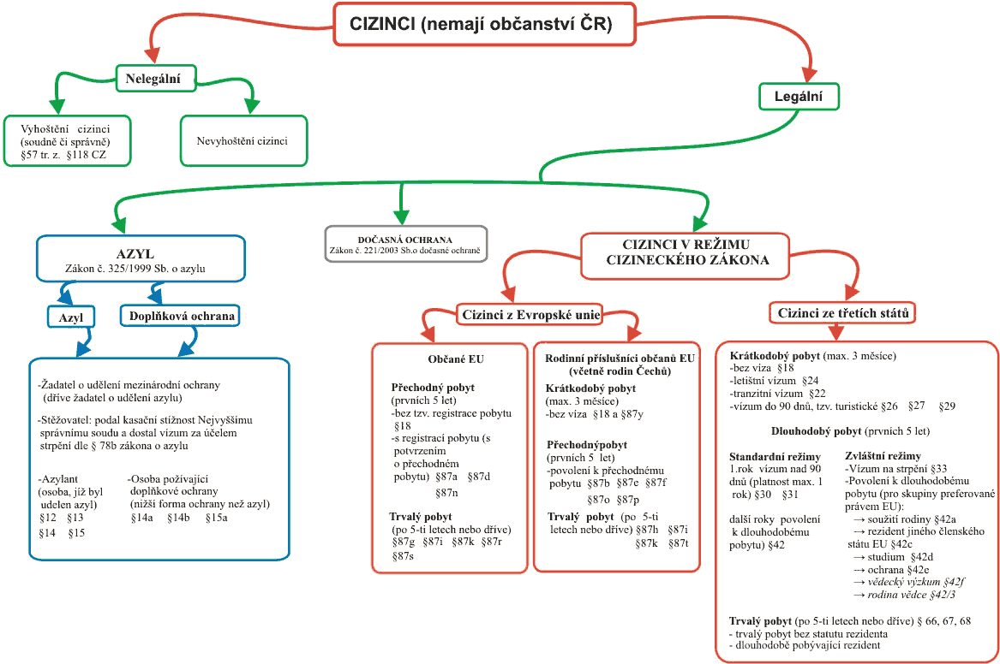 CIZINCI (nemají občanství ČR)
Nelegální
Legální
Vyhoštění cizinci
(soudně či správně)
§57 tr. z. §118 CZ
Nevyhoštění cizinci
AZYL
Zákon č. 325/1999 Sb. o azylu
DOČASNÁ OCHRANA
Zákon č. 221/2003 Sb.o dočasné ochraně
CIZINCI V REŽIMU
CIZINECKÉHO ZÁKONA
Azyl
Doplňková ochrana
Cizinci z Evropské unie
Cizinci ze třetích států
-Žadatel o udělení mezinárodní ochrany
(dříve žadatel o udělení azylu)
-Stěžovatel: podal kasační stížnost Nejvyššímu
správnímu soudu a dostal vízum za účelem
strpění dle § 78b zákona o azylu
-Azylant
(osoba, jíž byl
udelen azyl)
§12 §13
§14 §15
-Osoba požívající
doplňkové ochrany
(nižší forma ochrany než azyl)
§14a §14b §15a
Občané EU
Přechodný pobyt
(prvních 5 let)
-bez tzv. registrace pobytu
§18
-s registrací pobytu (s
potvrzením
o přechodném
pobytu) §87a §87d
§87n
Trvalý pobyt
(po 5-ti letech nebo dříve)
§87g §87i §87k §87r
§87s
Rodinní příslušníci občanů EU
(včetně rodin Čechů)
Krátkodobý pobyt
(max. 3 měsíce)
-bez víza §18 a §87y
Přechodnýpobyt
(prvních 5 let)
-povolení k přechodnému
pobytu §87b §87e §87f
§87o §87p
Trvalý pobyt (po 5-ti
letech nebo dříve) §87h §87i
§87k §87t
Krátkodobý pobyt (max. 3 měsíce)
-bez víza §18
-letištní vízum §24
-tranzitní vízum §22
-vízum do 90 dnů, tzv. turistické §26 §27 §29
Dlouhodobý pobyt (prvních 5 let)
Standardní režimy
1.rok vízum nad 90
dnů (platnost max. 1
rok) §30 §31
další roky povolení
k dlouhodobému
pobytu) §42
Zvláštní režimy
-Vízum na strpění §33
-Povolení k dlouhodobému
pobytu (pro skupiny preferované
právem EU):
→ soužití rodiny §42a
→ rezident jiného členského
státu EU §42c
→ studium §42d
→ ochrana §42e
→ vědecký výzkum §42f
→ rodina vědce §42/3
Trvalý pobyt (po 5-ti letech nebo dříve) § 66, 67, 68
- trvalý pobyt bez statutu rezidenta
- dlouhodobě pobývající rezident